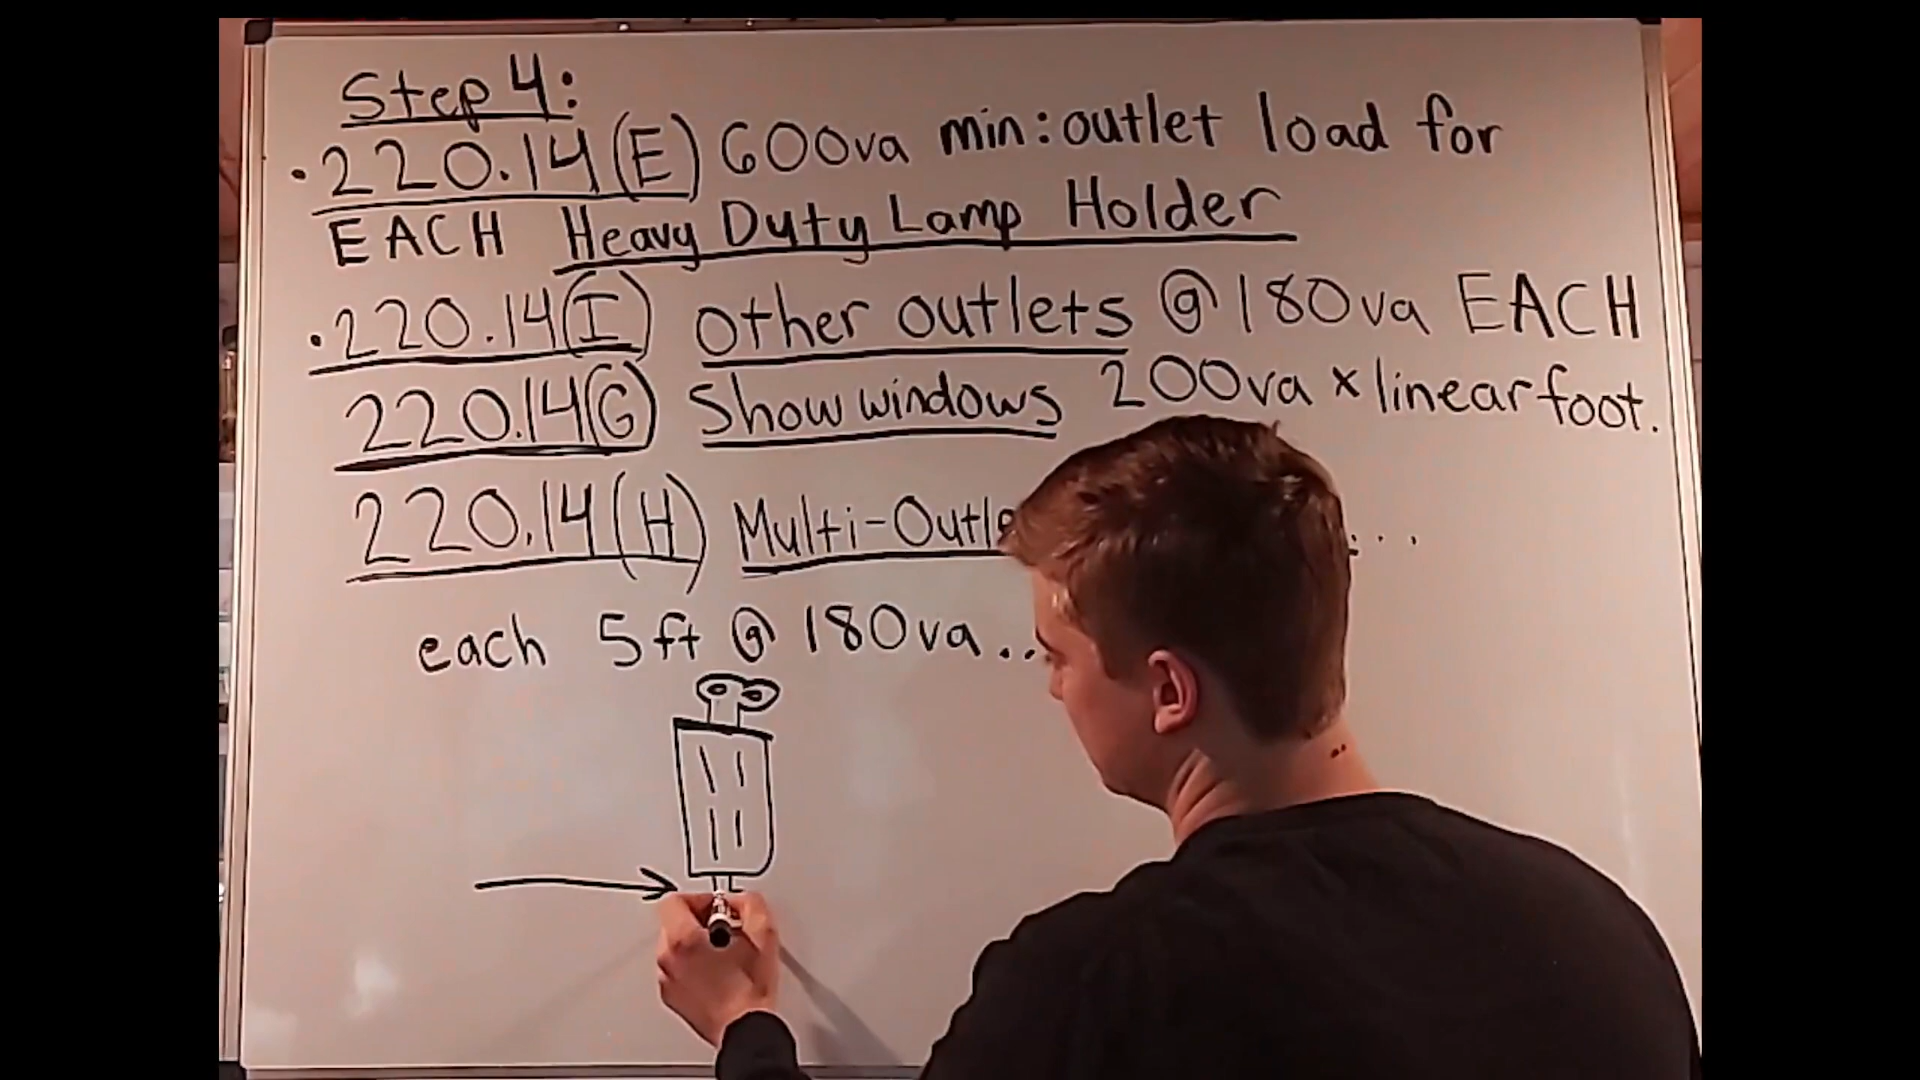 Step 4:
• 220.14(E) 600va min: outlet load for
EACH Heavy Duty Lamp Holder
• 220.14(I) other outlets @ 180va EACH
220.14(G) Show windows 200va x linear foot.
220.14(H) Multi-Outle ...
each 5ft @ 180va...